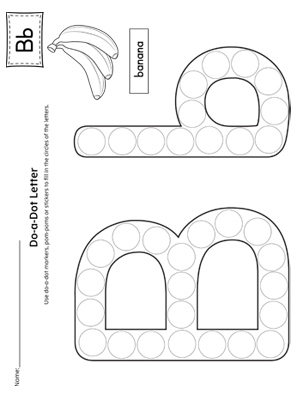 Name:
Bb
Do-a-Dot Letter
Use do-a-dot markers, pom-poms or stickers to fill in the circles of the letters.
banana
B
b